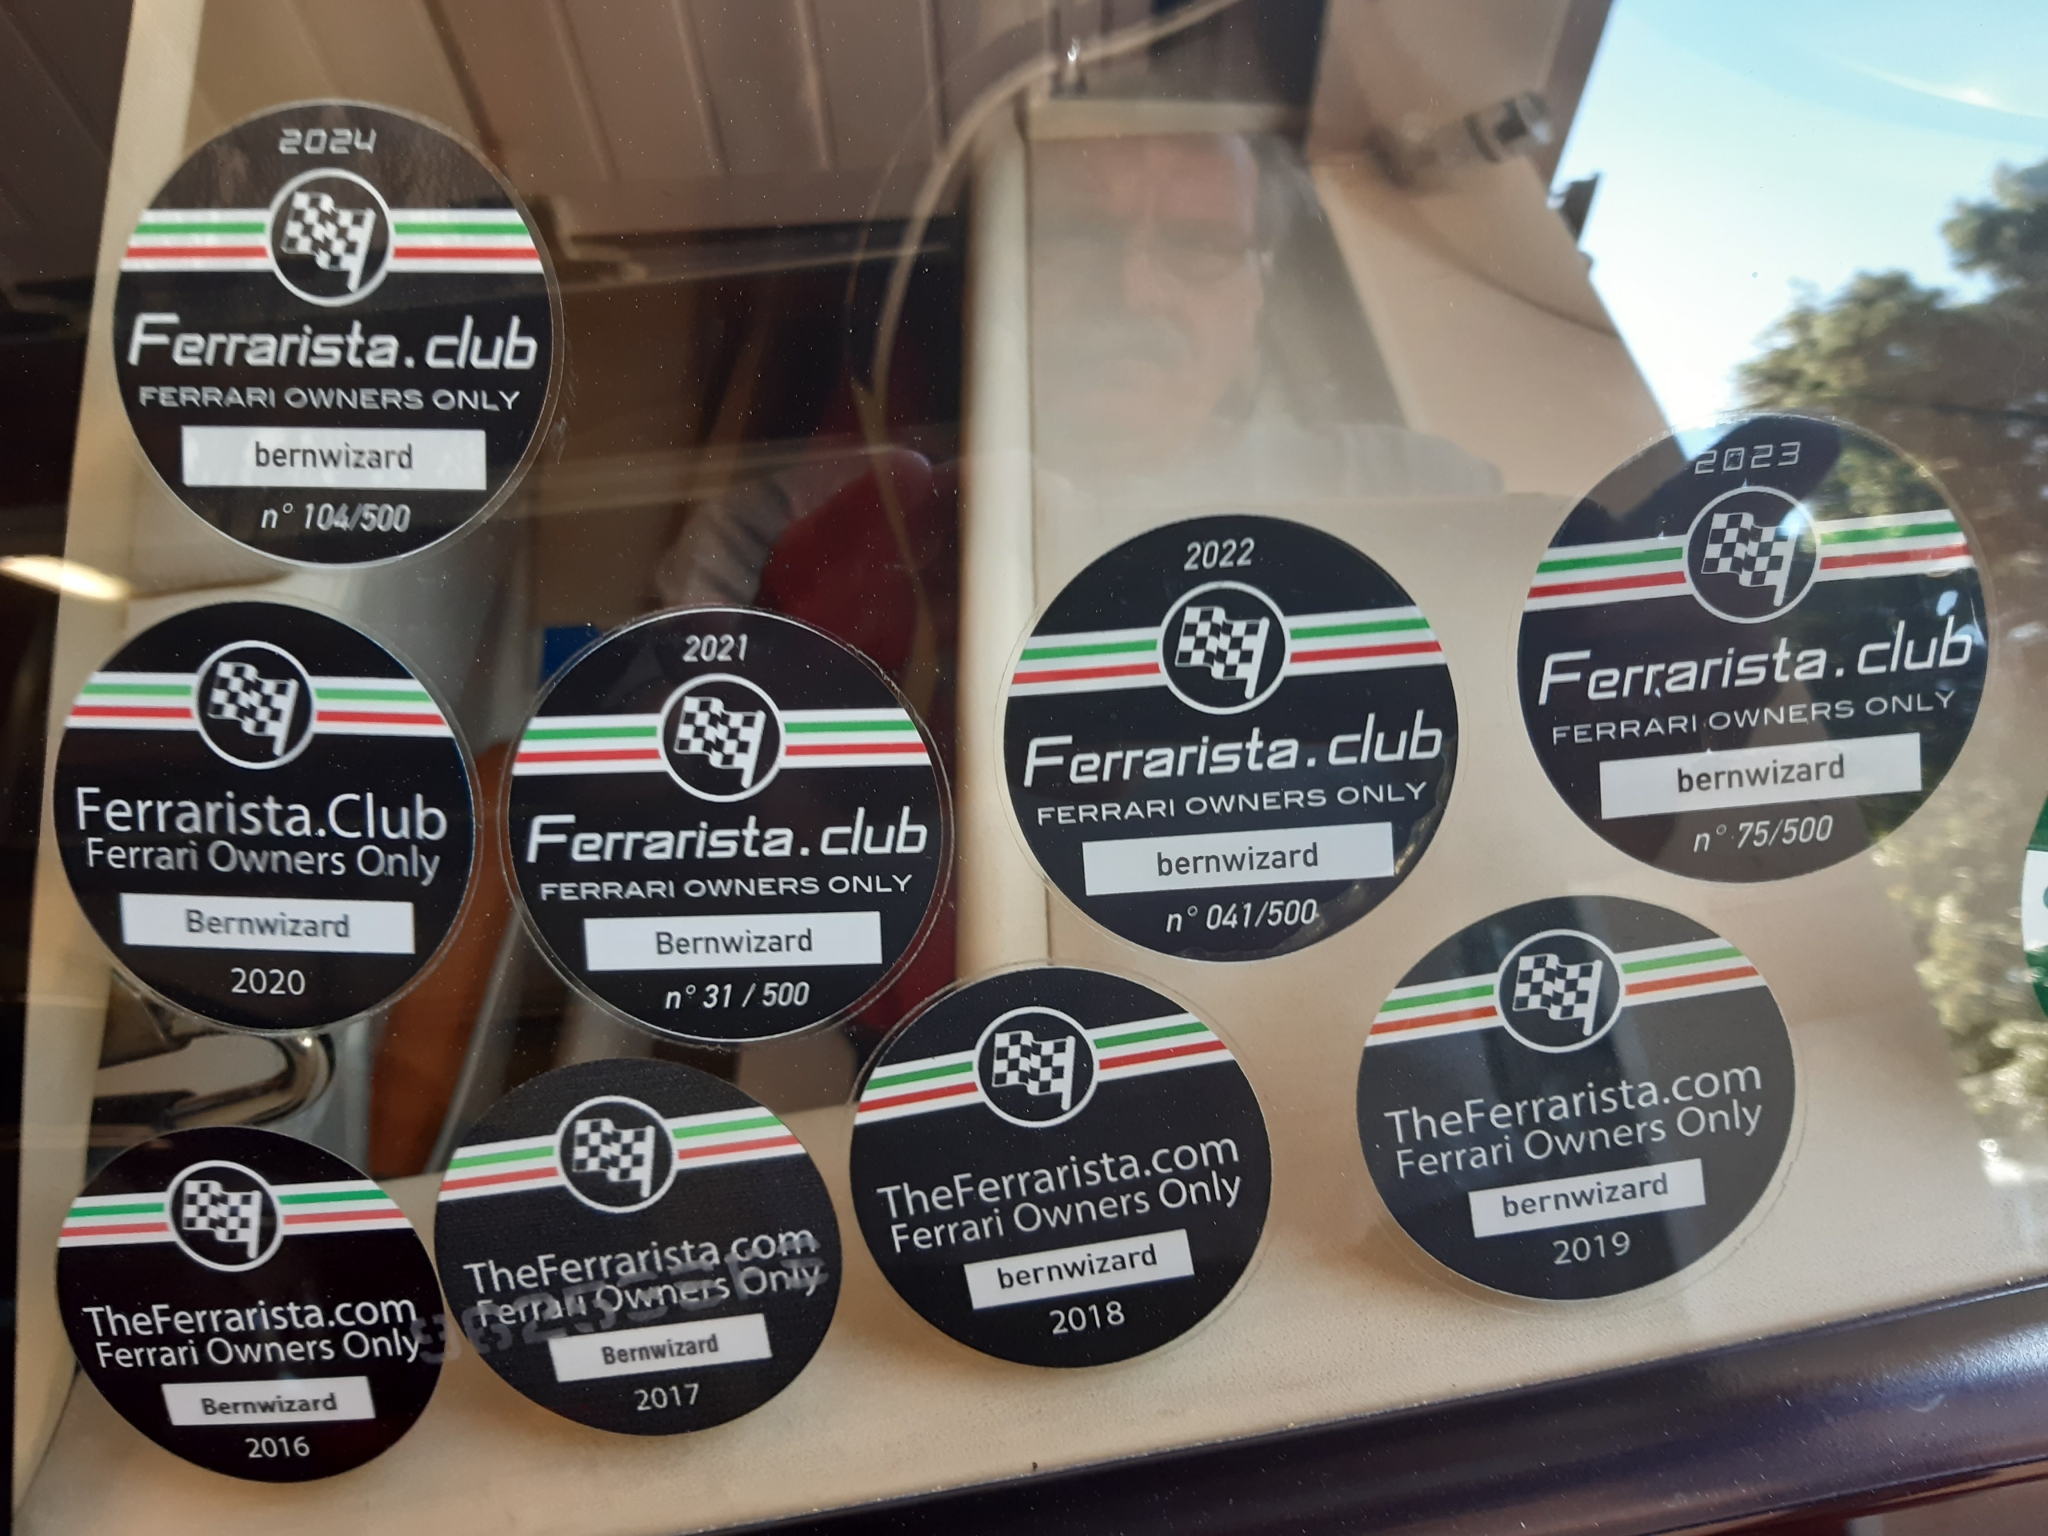 2024
Ferrarista.club
FERRARI OWNERS ONLY
bernwizard
n° 104/500
2023
Ferrarista.club
FERRARI OWNERS ONLY
bernwizard
n° 75/500
2022
Ferrarista.club
FERRARI OWNERS ONLY
bernwizard
n° 041/500
Ferrarista.Club
Ferrari Owners Only
Bernwizard
2020
2021
Ferrarista.club
FERRARI OWNERS ONLY
Bernwizard
n° 31 / 500
TheFerrarista.com
Ferrari Owners Only
bernwizard
2019
TheFerrarista.com
Ferrari Owners Only
bernwizard
2018
TheFerrarista.com
Ferrari Owners Only
Bernwizard
2017
TheFerrarista.com
Ferrari Owners Only
Bernwizard
2016